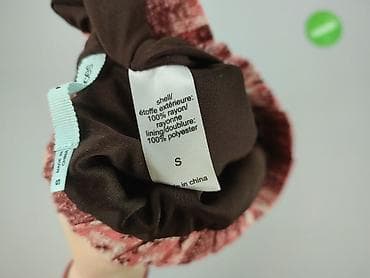 shell/
étoffe extérieure:
100% rayon/
rayonne
lining/doublure:
100% polyester
S
in china
S